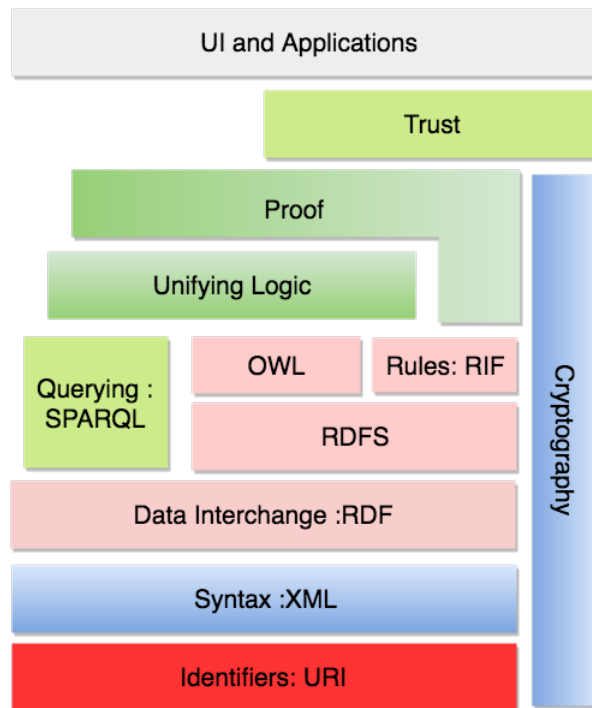 UI and Applications
Trust
Proof
Unifying Logic
Querying :
SPARQL
OWL
Rules: RIF
RDFS
Cryptography
Data Interchange :RDF
Syntax :XML
Identifiers: URI